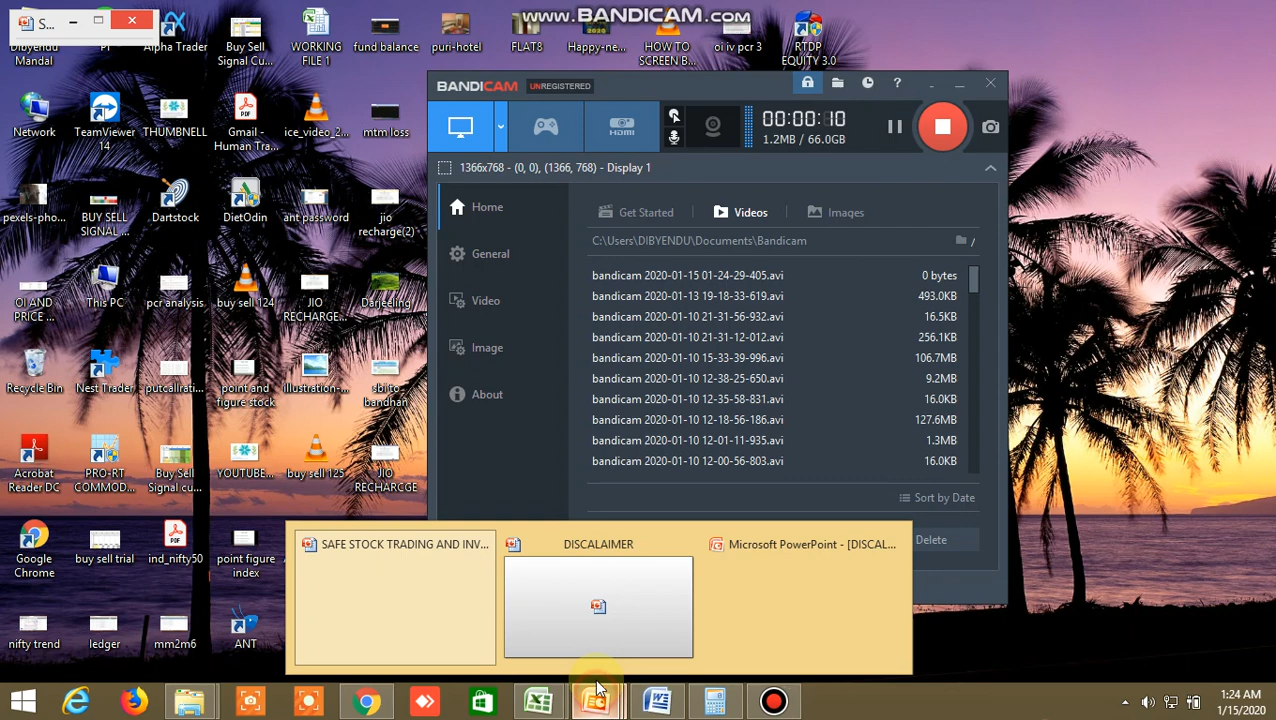 www.BANDICAM.com
S...
Dibyendu Mandal
PI
Alpha Trader
Buy Sell Signal Cu...
WORKING FILE 1
fund balance
puri-hotel
FLAT8
Happy-ne...
HOW TO SCREEN B...
oi iv pcr 3
RTDP EQUITY 3.0
Network
TeamViewer 14
THUMBNELL
Gmail - Human Tra...
ice_video_2...
mtm loss
pexels-pho...
BUY SELL SIGNAL ...
Dartstock
DietOdin
ant password
jio recharge(2)
OI AND PRICE ...
This PC
pcr analysis
buy sell 124
JIO RECHARGE...
Darjeeling
Recycle Bin
Nest Trader
putcallrati...
point and figure stock
illustration-...
sbi to bandhan
Acrobat Reader DC
PRO-RT COMMOD...
Buy Sell Signal cu...
YOUTUBE...
buy sell 125
JIO RECHARGE
Google Chrome
buy sell trial
ind_nifty50
point figure index
nifty trend
ledger
mm2m6
ANT
BANDICAM UNREGISTERED
HDMI
00:00:10
1.2MB / 66.0GB
1366x768 - (0, 0), (1366, 768) - Display 1
Home
General
Video
Image
About
Get Started
Videos
Images
C:\Users\DIBYENDU\Documents\Bandicam
/
bandicam 2020-01-15 01-24-29-405.avi 0 bytes
bandicam 2020-01-13 19-18-33-619.avi 493.0KB
bandicam 2020-01-10 21-31-56-932.avi 16.5KB
bandicam 2020-01-10 21-31-12-012.avi 256.1KB
bandicam 2020-01-10 15-33-39-996.avi 106.7MB
bandicam 2020-01-10 12-38-25-650.avi 9.2MB
bandicam 2020-01-10 12-35-58-831.avi 16.0KB
bandicam 2020-01-10 12-18-56-186.avi 127.6MB
bandicam 2020-01-10 12-01-11-935.avi 1.3MB
bandicam 2020-01-10 12-00-56-803.avi 16.0KB
Sort by Date
Delete
SAFE STOCK TRADING AND INV...
DISCALAIMER
Microsoft PowerPoint - [DISCAL...
1:24 AM
1/15/2020